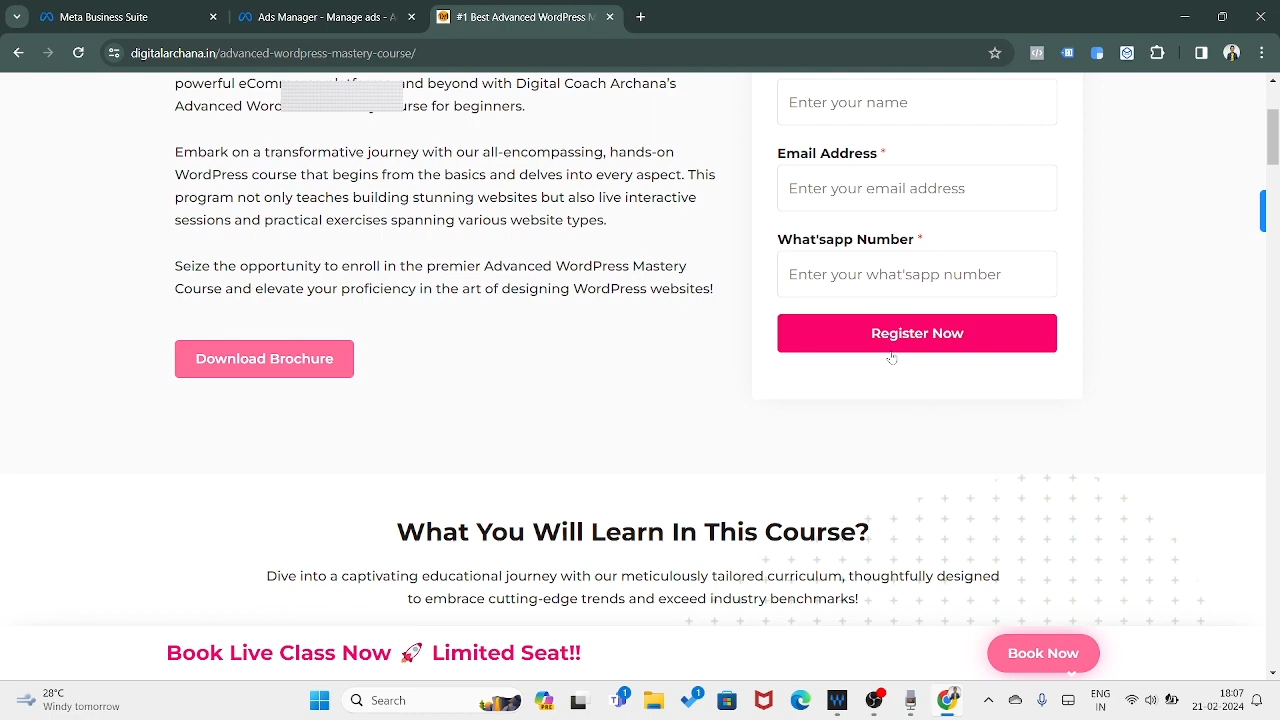 Meta Business Suite
Ads Manager - Manage ads - A
#1 Best Advanced WordPress M
digitalarchana.in/advanced-wordpress-mastery-course/
powerful eCom and beyond with Digital Coach Archana's
Advanced Word rse for beginners.
Embark on a transformative journey with our all-encompassing, hands-on
WordPress course that begins from the basics and delves into every aspect. This
program not only teaches building stunning websites but also live interactive
sessions and practical exercises spanning various website types.
Seize the opportunity to enroll in the premier Advanced WordPress Mastery
Course and elevate your proficiency in the art of designing WordPress websites!
Download Brochure
Enter your name
Email Address *
Enter your email address
What'sapp Number *
Enter your what'sapp number
Register Now
What You Will Learn In This Course?
Dive into a captivating educational journey with our meticulously tailored curriculum, thoughtfully designed
to embrace cutting-edge trends and exceed industry benchmarks!
Book Live Class Now 🚀 Limited Seat!!
Book Now
28°C
Windy tomorrow
Search
PRE
1
1
ENG
IN
18:07
21-02-2024